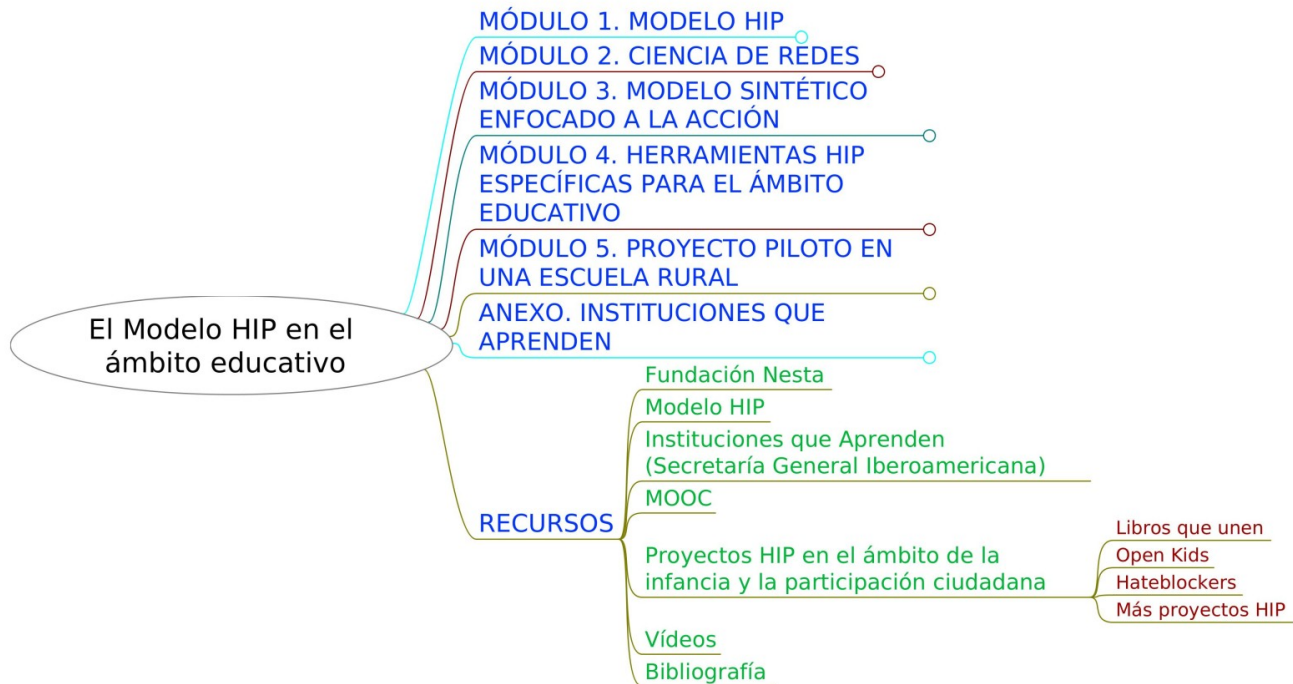 MÓDULO 1. MODELO HIP
MÓDULO 2. CIENCIA DE REDES
MÓDULO 3. MODELO SINTÉTICO
ENFOCADO A LA ACCIÓN
MÓDULO 4. HERRAMIENTAS HIP
ESPECÍFICAS PARA EL ÁMBITO
EDUCATIVO
MÓDULO 5. PROYECTO PILOTO EN
UNA ESCUELA RURAL
ANEXO. INSTITUCIONES QUE
APRENDEN
El Modelo HIP en el
ámbito educativo
RECURSOS
Fundación Nesta
Modelo HIP
Instituciones que Aprenden
(Secretaría General Iberoamericana)
MOOC
Proyectos HIP en el ámbito de la
infancia y la participación ciudadana
Libros que unen
Open Kids
Hateblockers
Más proyectos HIP
Vídeos
Bibliografía